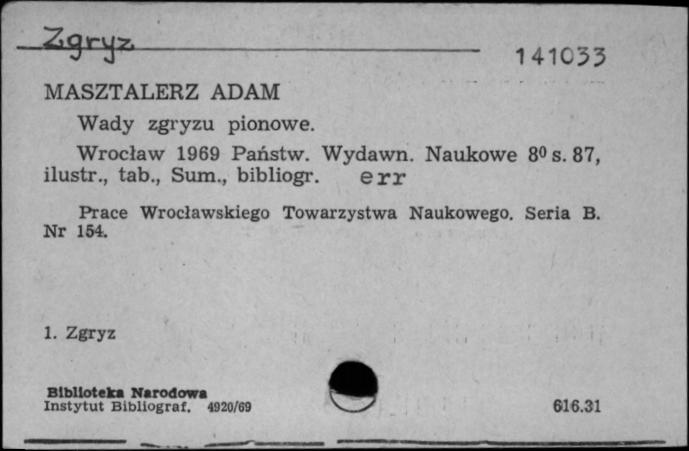 Zgryz
141033
MASZTALERZ ADAM
Wady zgryzu pionowe.
Wrocław 1969 Państw. Wydawn. Naukowe 8⁰ s. 87,
ilustr., tab., Sum., bibliogr. err
Prace Wrocławskiego Towarzystwa Naukowego. Seria B.
Nr 154.
1. Zgryz
Biblioteka Narodowa
Instytut Bibliograf. 4920/69
616.31